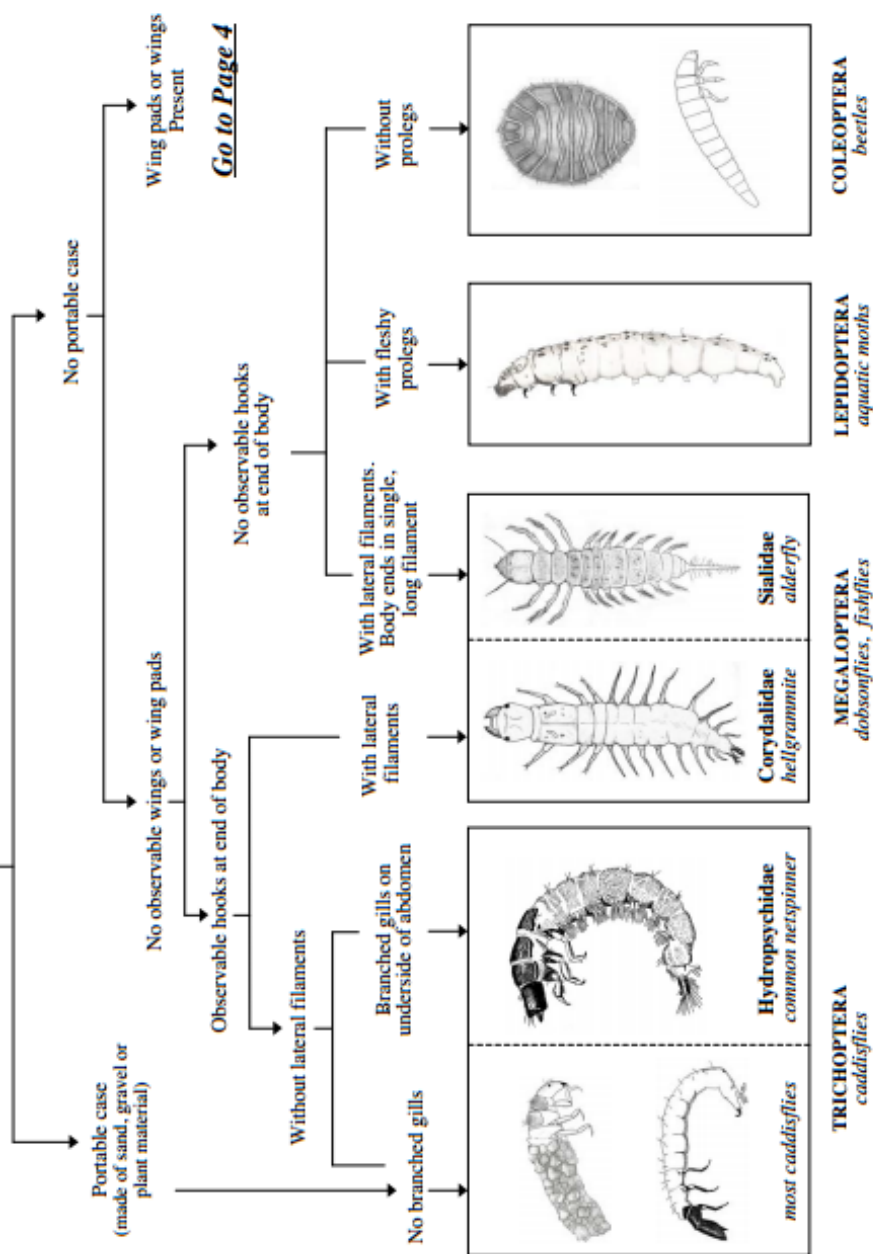 Portable case
(made of sand, gravel or
plant material)
No portable case
No observable wings or wing pads
Wing pads or wings
Present
Go to Page 4
Observable hooks at end of body
No observable hooks
at end of body
Without lateral filaments
With lateral
filaments
With lateral filaments.
Body ends in single,
long filament
With fleshy
prolegs
Without
prolegs
No branched gills
Branched gills on
underside of abdomen
most caddisflies
Hydropsychidae
common netspinner
Corydalidae
hellgrammite
Sialidae
alderfly
TRICHOPTERA
caddisflies
MEGALOPTERA
dobsonflies, fishflies
LEPIDOPTERA
aquatic moths
COLEOPTERA
beetles